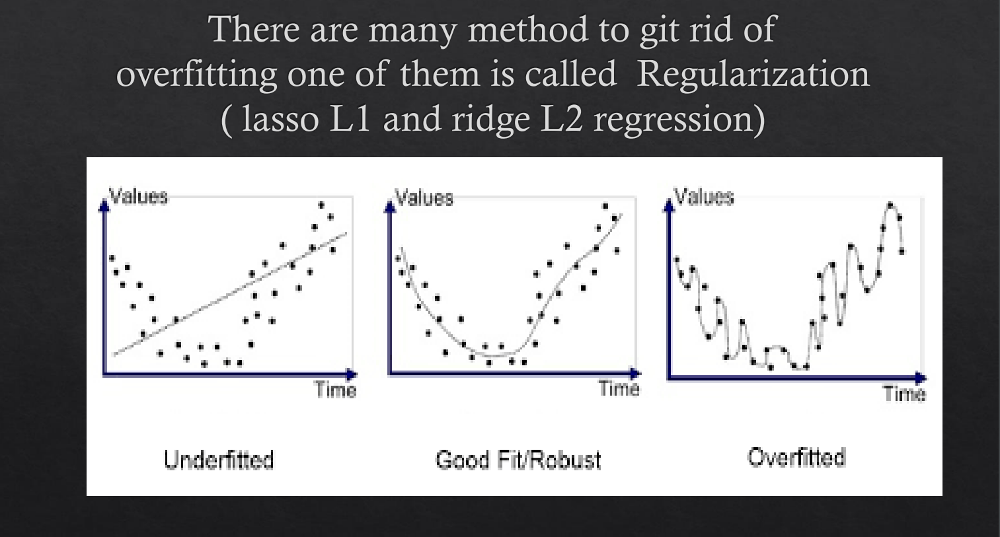 There are many method to git rid of
overfitting one of them is called Regularization
( lasso L1 and ridge L2 regression)
Values
Time
Underfitted
Values
Time
Good Fit/Robust
Values
Time
Overfitted